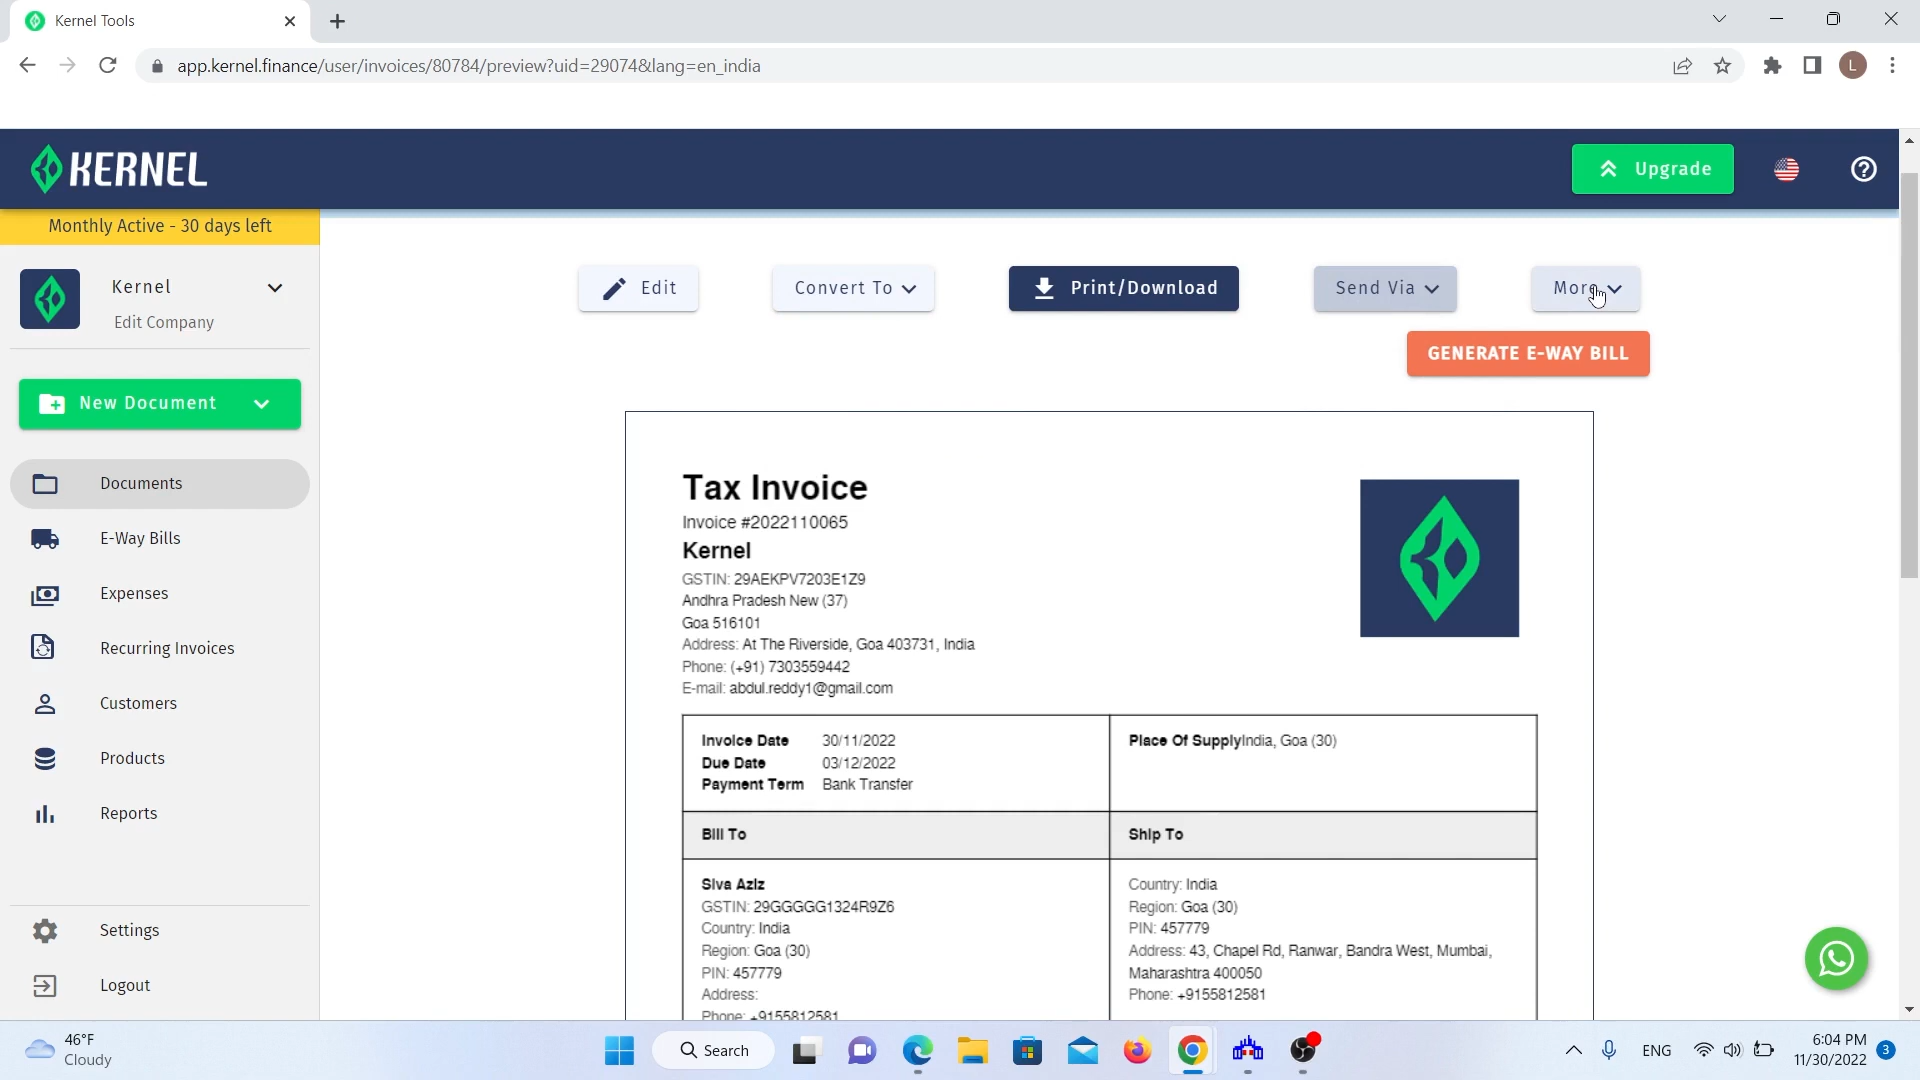 Kernel Tools
app.kernel.finance/user/invoices/80784/preview?uid=29074&lang=en_india
L
KERNEL
Upgrade
Monthly Active - 30 days left
Kernel
Edit Company
New Document
Documents
E-Way Bills
Expenses
Recurring Invoices
Customers
Products
Reports
Settings
Logout
Edit
Convert To
Print/Download
Send Via
More
GENERATE E-WAY BILL
Tax Invoice
Invoice #2022110065
Kernel
GSTIN: 29AEKPV7203E1Z9
Andhra Pradesh New (37)
Goa 516101
Address: At The Riverside, Goa 403731, India
Phone: (+91) 7303559442
E-mail: abdul.reddy1@gmail.com
Invoice Date 30/11/2022
Due Date 03/12/2022
Payment Term Bank Transfer
Place Of SupplyIndia, Goa (30)
Bill To
Ship To
Siva Aziz
GSTIN: 29GGGGG1324R9Z6
Country: India
Region: Goa (30)
PIN: 457779
Address:
Phone: +9155812581
Country: India
Region: Goa (30)
PIN: 457779
Address: 43, Chapel Rd, Ranwar, Bandra West, Mumbai,
Maharashtra 400050
Phone: +9155812581
46°F
Cloudy
Search
ENG
6:04 PM
11/30/2022
3